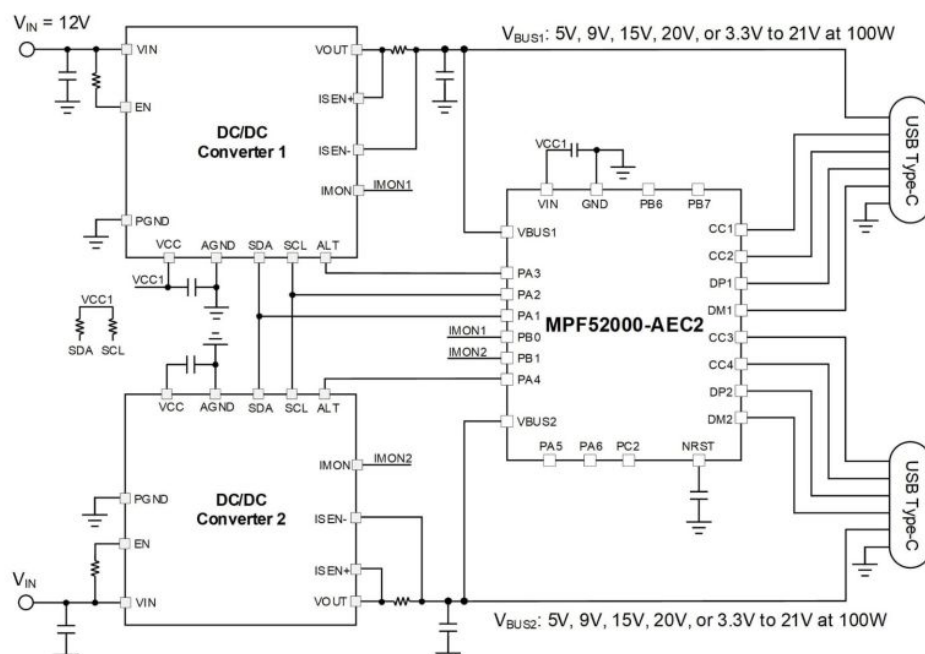 V_IN = 12V
V_BUS1: 5V, 9V, 15V, 20V, or 3.3V to 21V at 100W
VIN
VOUT
EN
ISEN+
DC/DC
Converter 1
ISEN-
IMON
IMON1
PGND
VCC
AGND
SDA
SCL
ALT
VCC1
VCC1
SDA
SCL
VCC1
VIN
GND
PB6
PB7
VBUS1
PA3
PA2
PA1
IMON1
PB0
IMON2
PB1
PA4
VBUS2
MPF52000-AEC2
CC1
CC2
DP1
DM1
CC3
CC4
DP2
DM2
PA5
PA6
PC2
NRST
USB Type-C
USB Type-C
VCC
AGND
SDA
SCL
ALT
IMON
IMON2
PGND
DC/DC
Converter 2
ISEN-
EN
ISEN+
V_IN
VIN
VOUT
V_BUS2: 5V, 9V, 15V, 20V, or 3.3V to 21V at 100W